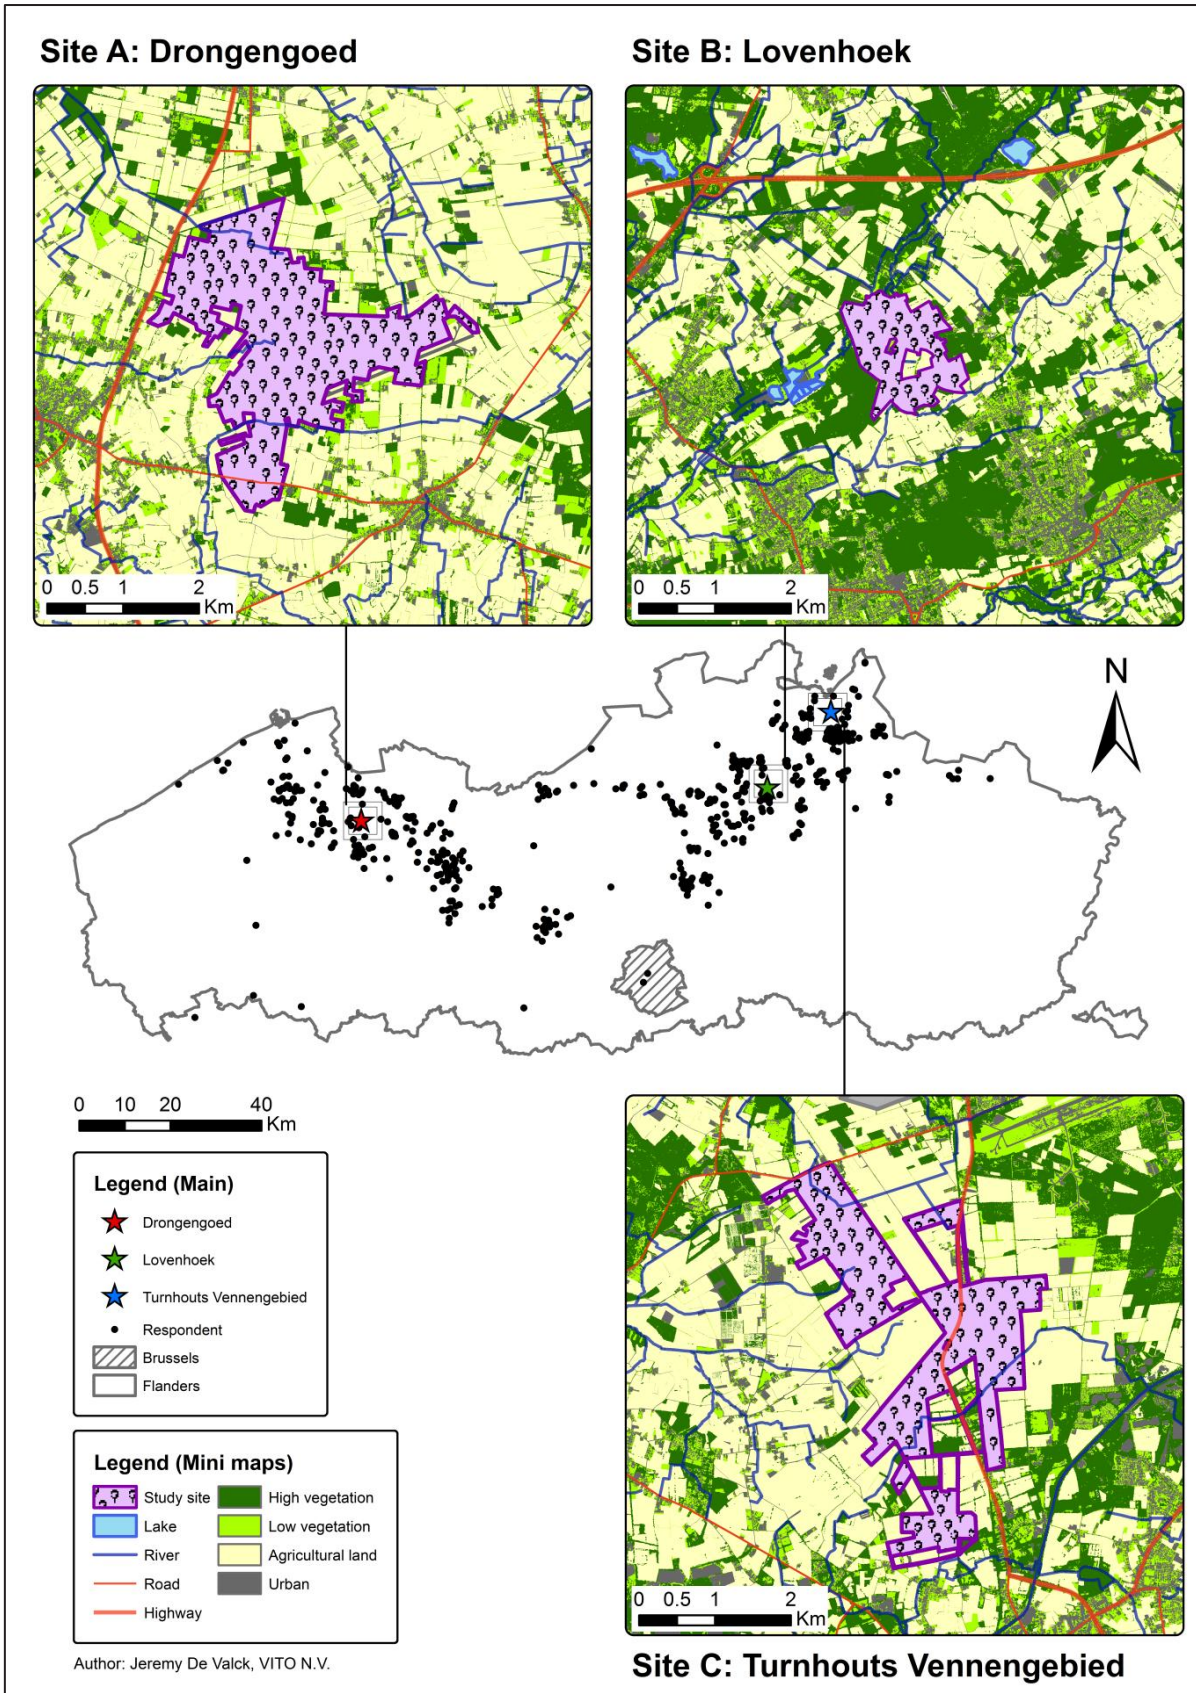 Site A: Drongengoed
Site B: Lovenhoek
0 0.5 1 2
Km
0 0.5 1 2
Km
N
0 10 20 40
Km
Legend (Main)
Drongengoed
Lovenhoek
Turnhouts Vennengebied
Respondent
Brussels
Flanders
Legend (Mini maps)
Study site
High vegetation
Lake
Low vegetation
River
Agricultural land
Road
Urban
Highway
Author: Jeremy De Valck, VITO N.V.
0 0.5 1 2
Km
Site C: Turnhouts Vennengebied